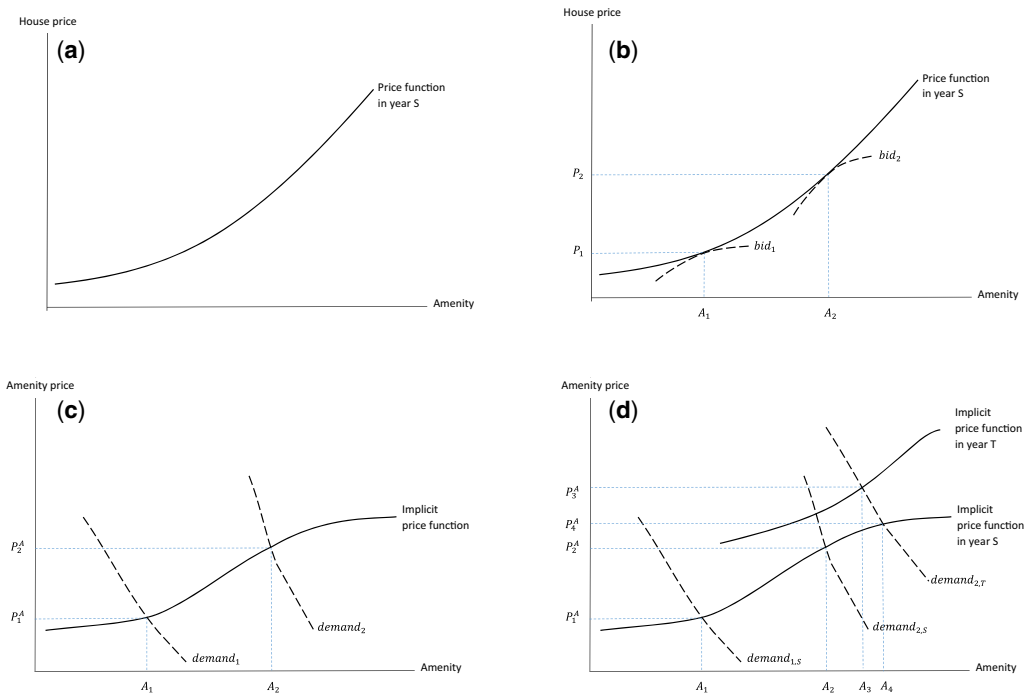 House price
(a)
Price function
in year S
Amenity
House price
(b)
Price function
in year S
bid₂
P₂
P₁
bid₁
Amenity
A₁
A₂
Amenity price
(c)
Implicit
price function
P₂ᴬ
P₁ᴬ
demand₂
demand₁
Amenity
A₁
A₂
Amenity price
(d)
Implicit
price function
in year T
P₃ᴬ
P₄ᴬ
P₂ᴬ
Implicit
price function
in year S
demand₂,T
P₁ᴬ
demand₂,S
demand₁,S
Amenity
A₁
A₂
A₃
A₄